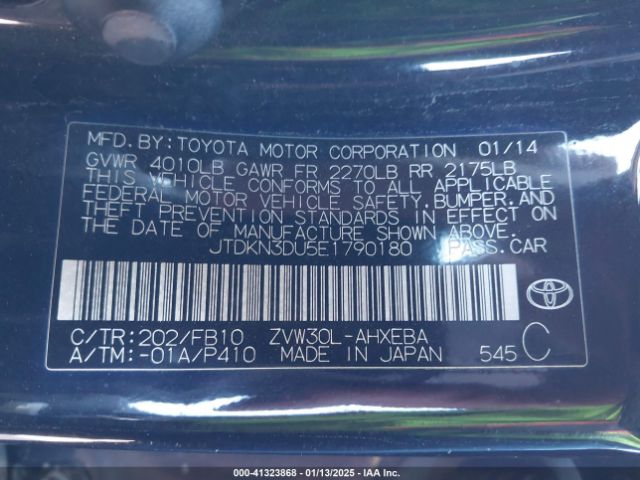 MFD. BY: TOYOTA MOTOR CORPORATION 01/14
GVWR 4010LB GAWR FR 2270LB RR 2175LB
THIS VEHICLE CONFORMS TO ALL APPLICABLE
FEDERAL MOTOR VEHICLE SAFETY, BUMPER, AND
THEFT PREVENTION STANDARDS IN EFFECT ON
THE DATE OF MANUFACTURE SHOWN ABOVE.
JTDKN3DU5E1790180 PASS. CAR
C/TR: 202/FB10 ZVW30L-AHXEBA
A/TM: -01A/P410 MADE IN JAPAN 545 C
000-41323868 - 01/13/2025 - IAA Inc.